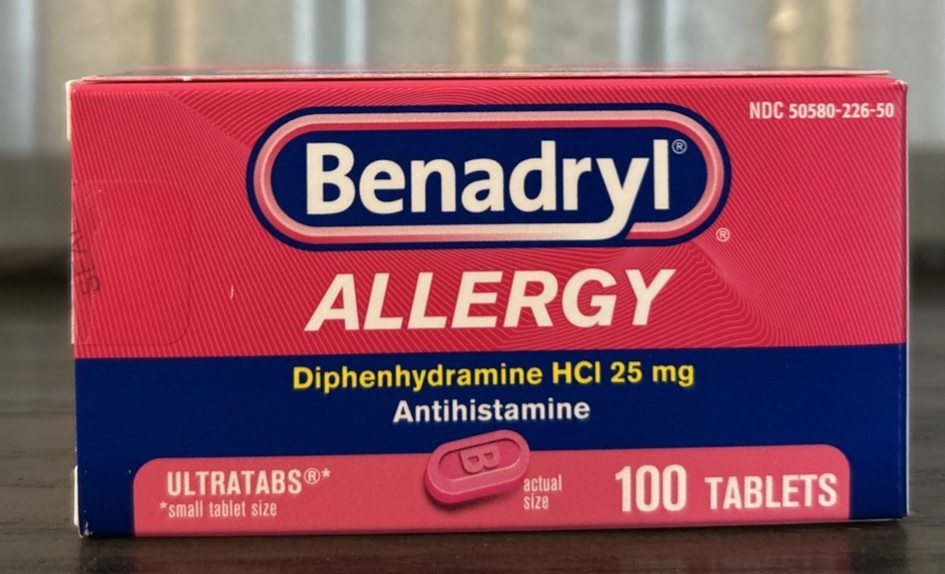 NDC 50580-226-50
Benadryl®
®
ALLERGY
Diphenhydramine HCl 25 mg
Antihistamine
ULTRATABS®*
*small tablet size
B
actual
size
100 TABLETS